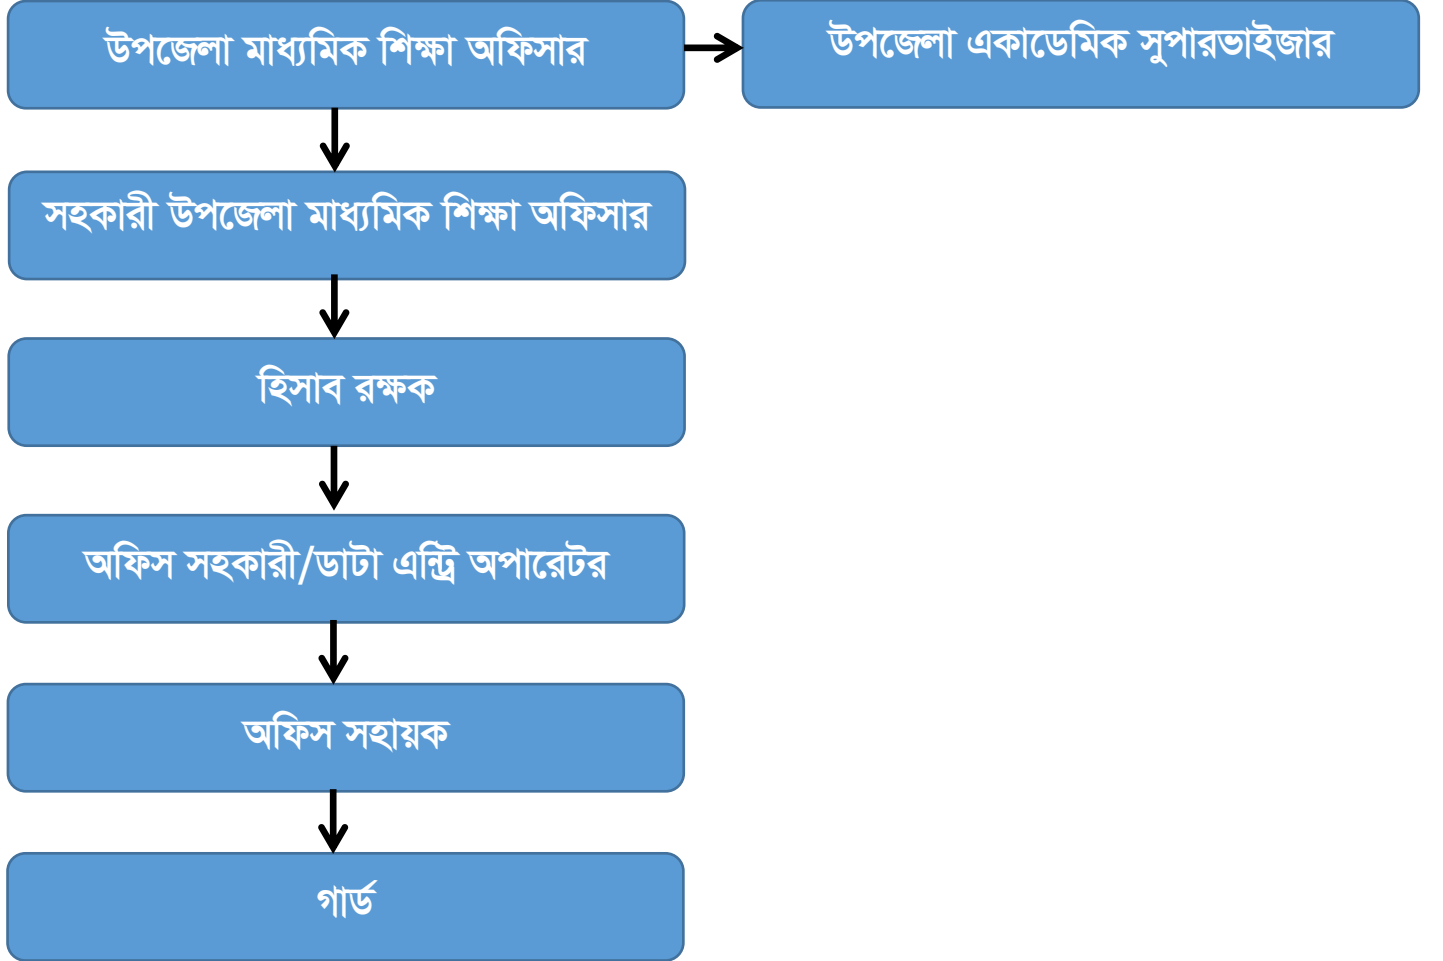 উপজেলা মাধ্যমিক শিক্ষা অফিসার
উপজেলা একাডেমিক সুপারভাইজার
সহকারী উপজেলা মাধ্যমিক শিক্ষা অফিসার
হিসাব রক্ষক
অফিস সহকারী/ডাটা এন্ট্রি অপারেটর
অফিস সহায়ক
গার্ড